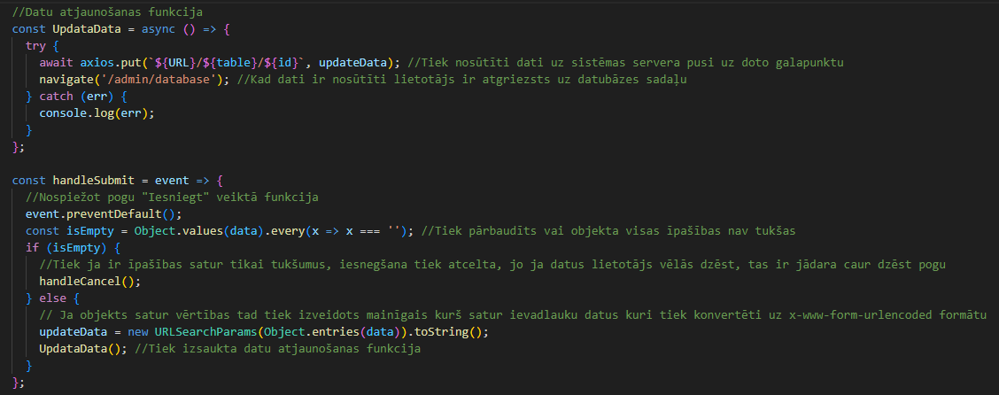 //Datu atjaunošanas funkcija
const UpdataData = async () => {
try {
await axios.put(`${URL}/${table}/${id}`, updateData); //Tiek nosūtīti dati uz sistēmas servera pusi uz doto galapunktu
navigate('/admin/database'); //Kad dati ir nosūtīti lietotājs ir atgriezsts uz datubāzes sadaļu
} catch (err) {
console.log(err);
}
};
const handleSubmit = event => {
//Nospiežot pogu "Iesniegt" veiktā funkcija
event.preventDefault();
const isEmpty = Object.values(data).every(x => x === ''); //Tiek pārbaudīts vai objekta visas īpašības nav tukšas
if (isEmpty) {
//Tiek ja ir īpašības satur tikai tukšumus, iesnegšana tiek atcelta, jo ja datus lietotājs vēlās dzēst, tas ir jādara caur dzēst pogu
handleCancel();
} else {
// Ja objekts satur vērtības tad tiek izveidots mainīgais kurš satur ievadlauku datus kuri tiek konvertēti uz x-www-form-urlencoded formātu
updateData = new URLSearchParams(Object.entries(data)).toString();
UpdataData(); //Tiek izsaukta datu atjaunošanas funkcija
}
};